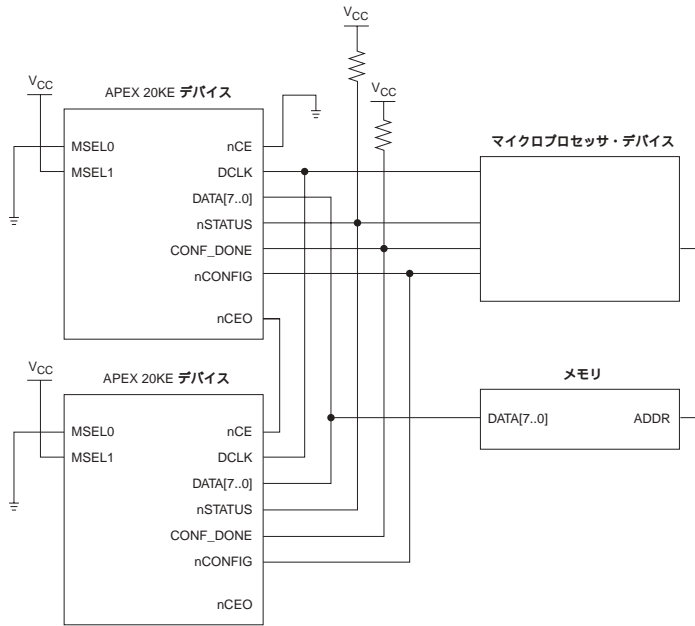 VCC
VCC
VCC
APEX 20KE デバイス
MSEL0
MSEL1
nCE
DCLK
DATA[7..0]
nSTATUS
CONF_DONE
nCONFIG
nCEO
マイクロプロセッサ・デバイス
VCC
APEX 20KE デバイス
MSEL0
MSEL1
nCE
DCLK
DATA[7..0]
nSTATUS
CONF_DONE
nCONFIG
nCEO
メモリ
DATA[7..0]
ADDR